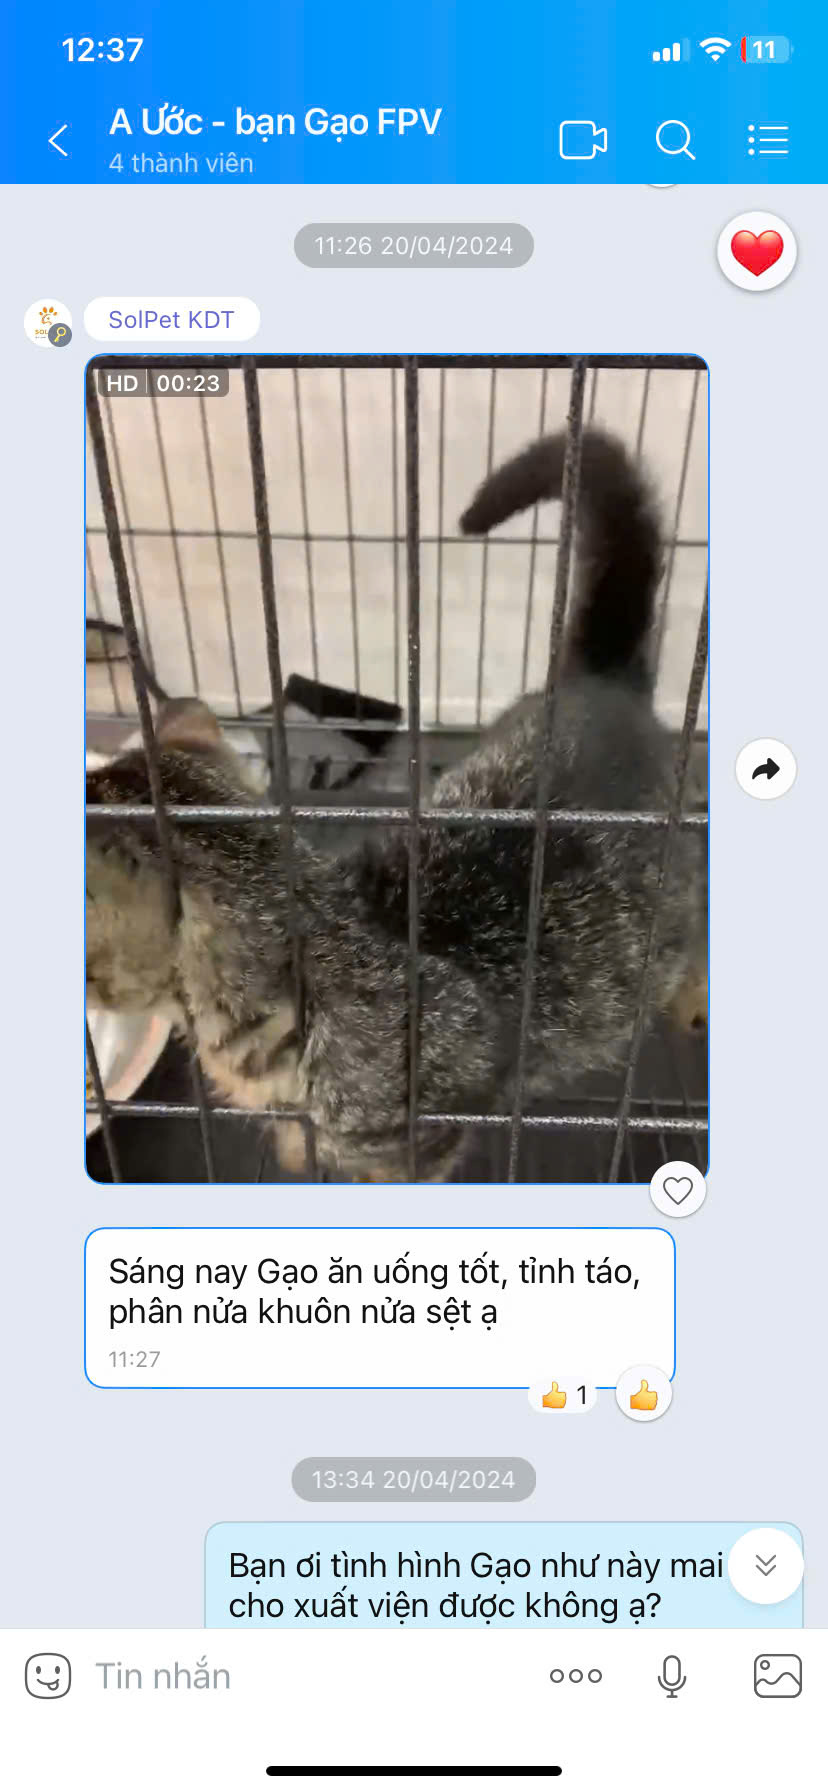 12:37
11
A Ước - bạn Gạo FPV
4 thành viên
11:26 20/04/2024
SolPet KDT
HD 00:23
Sáng nay Gạo ăn uống tốt, tỉnh táo,
phân nửa khuôn nửa sệt ạ
11:27
1
13:34 20/04/2024
Bạn ơi tình hình Gạo như này mai
cho xuất viện được không ạ?
Tin nhắn